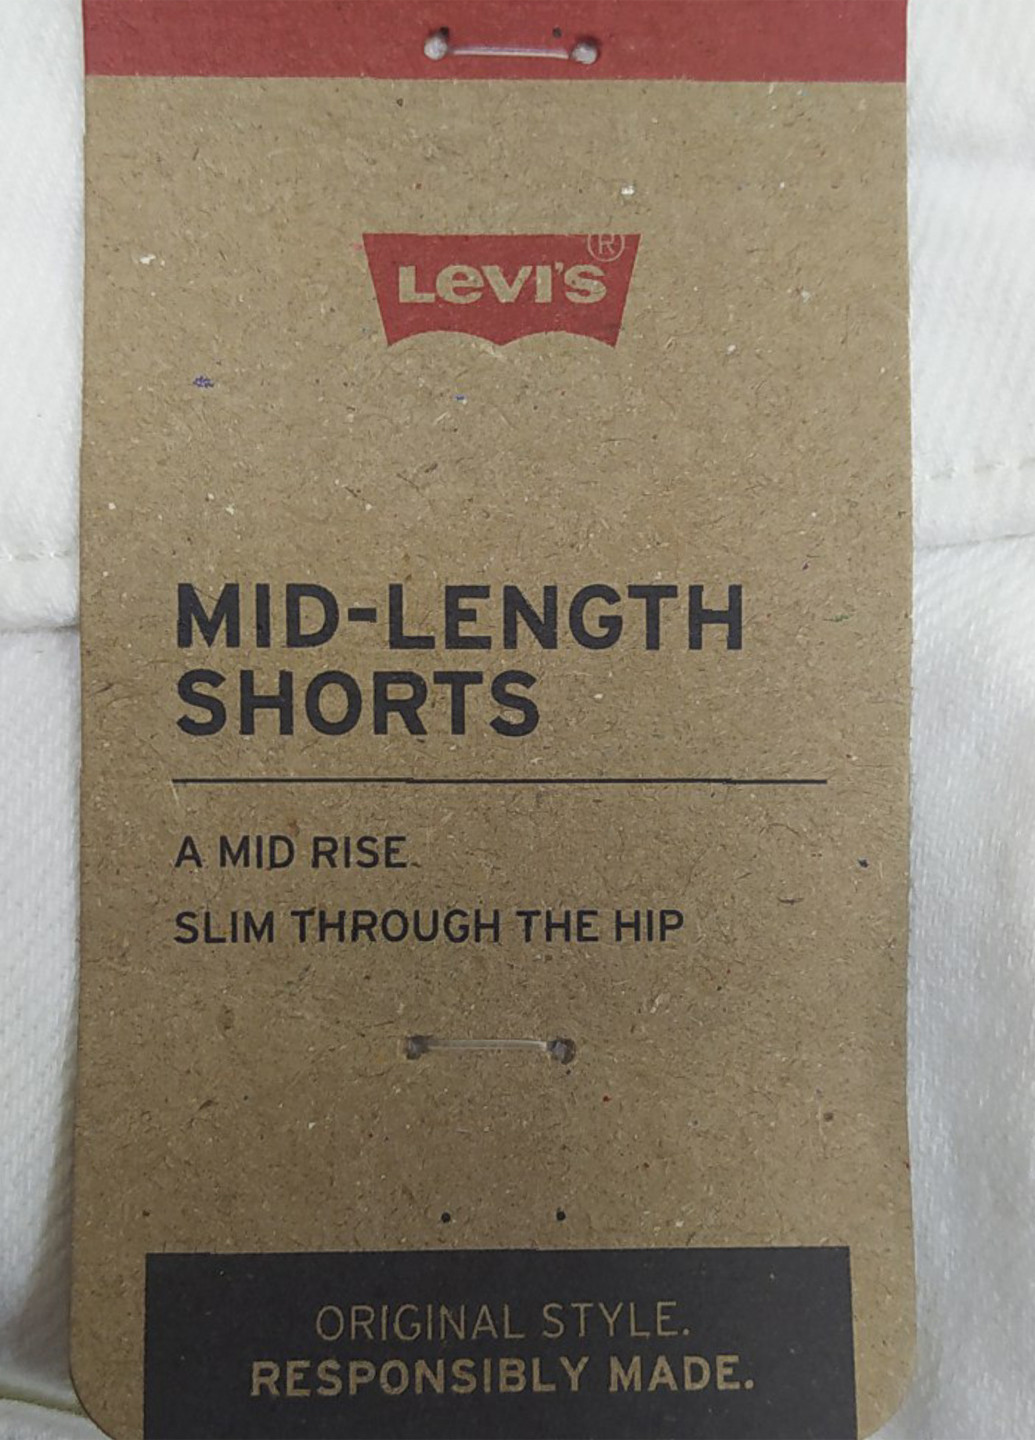 Levi's®
MID-LENGTH
SHORTS
A MID RISE.
SLIM THROUGH THE HIP
ORIGINAL STYLE.
RESPONSIBLY MADE.